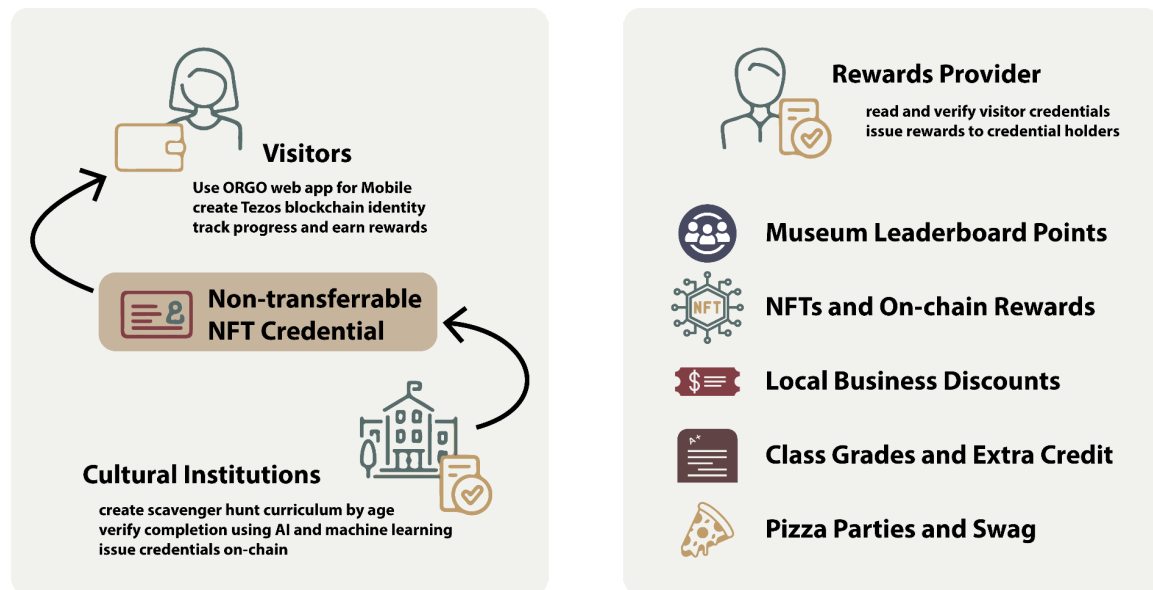 Visitors
Use ORGO web app for Mobile
create Tezos blockchain identity
track progress and earn rewards
Non-transferrable
NFT Credential
Cultural Institutions
create scavenger hunt curriculum by age
verify completion using AI and machine learning
issue credentials on-chain
Rewards Provider
read and verify visitor credentials
issue rewards to credential holders
Museum Leaderboard Points
NFT
NFTs and On-chain Rewards
$
Local Business Discounts
A+
Class Grades and Extra Credit
Pizza Parties and Swag